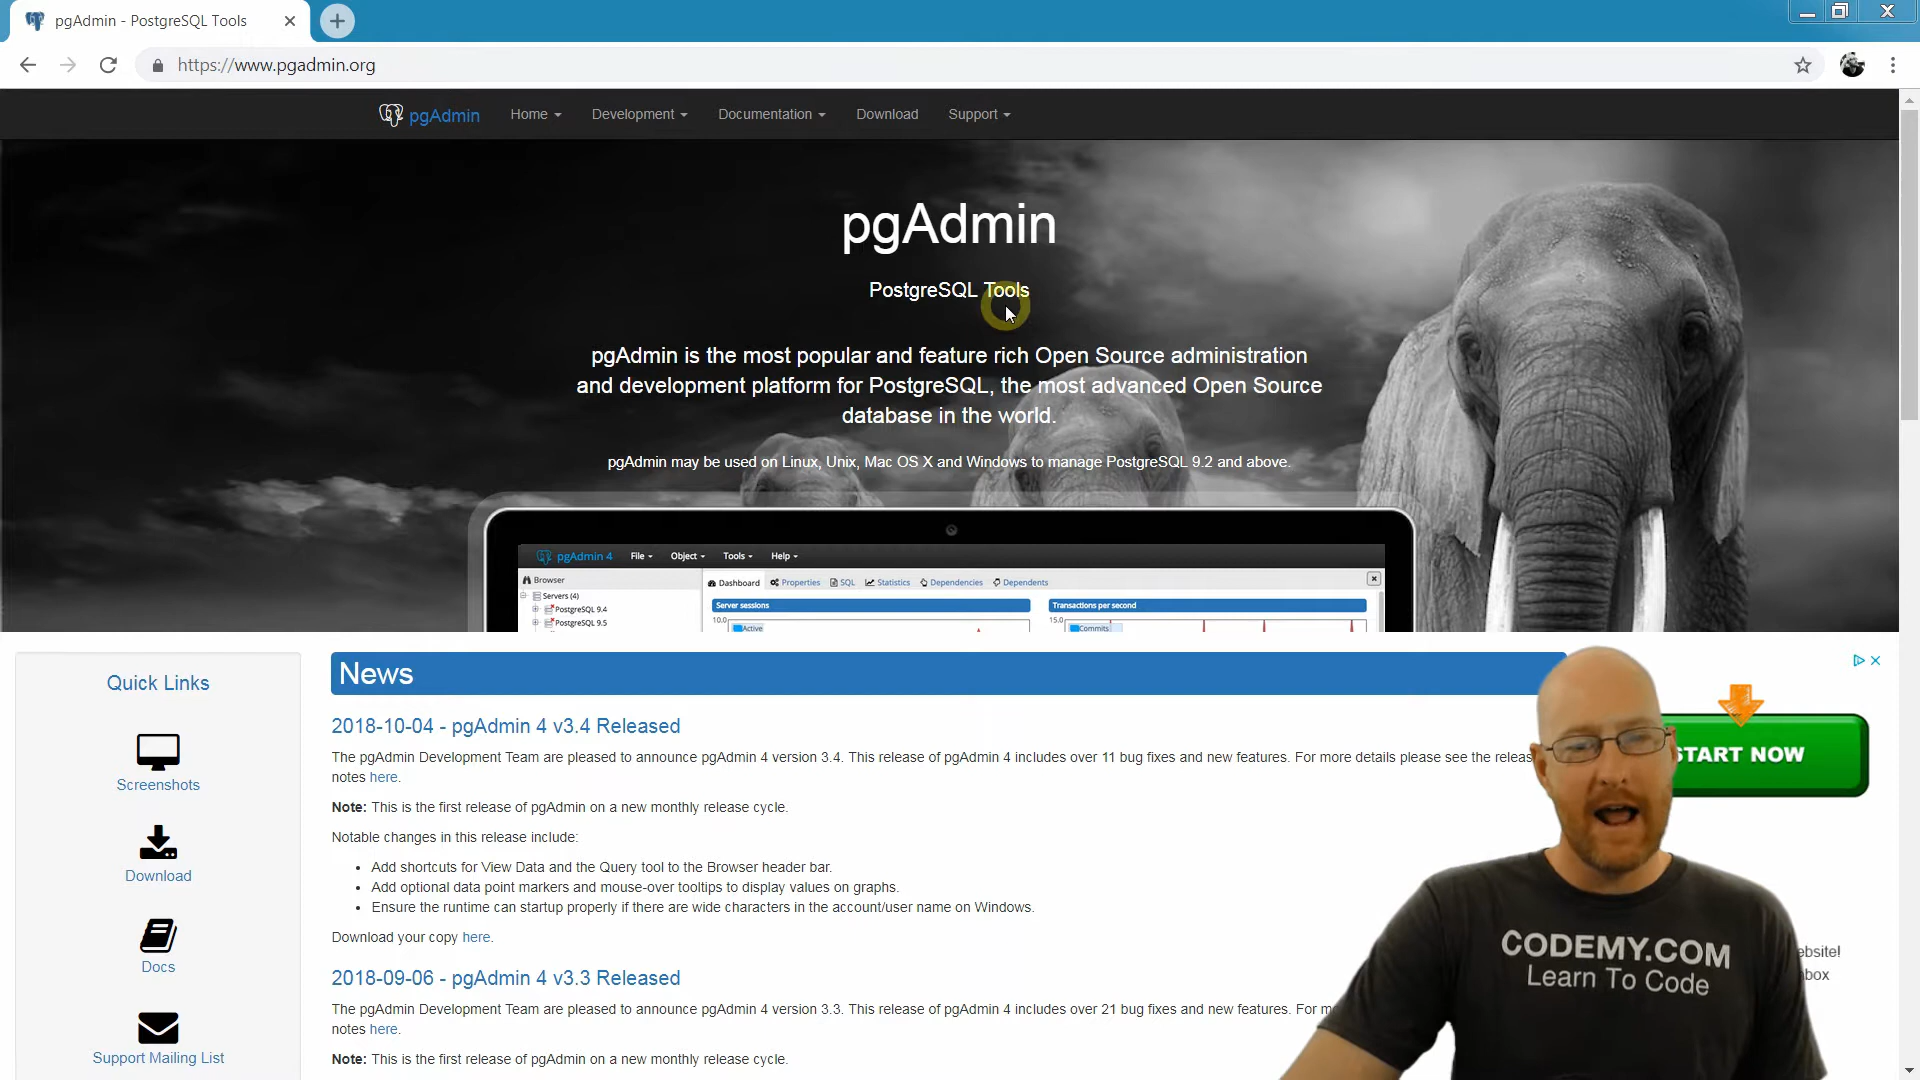 pgAdmin - PostgreSQL Tools
https://www.pgadmin.org
pgAdmin
Home
Development
Documentation
Download
Support
pgAdmin
PostgreSQL Tools
pgAdmin is the most popular and feature rich Open Source administration
and development platform for PostgreSQL, the most advanced Open Source
database in the world.
pgAdmin may be used on Linux, Unix, Mac OS X and Windows to manage PostgreSQL 9.2 and above.
pgAdmin 4 File Object Tools Help
Browser
Dashboard Properties SQL Statistics Dependencies Dependents
Servers (4)
PostgreSQL 9.4
PostgreSQL 9.5
Server sessions
10.0
Active
Transactions per second
15.0
Commits
Quick Links
Screenshots
Download
Docs
Support Mailing List
News
2018-10-04 - pgAdmin 4 v3.4 Released
The pgAdmin Development Team are pleased to announce pgAdmin 4 version 3.4. This release of pgAdmin 4 includes over 11 bug fixes and new features. For more details please see the releas
notes here.
Note: This is the first release of pgAdmin on a new monthly release cycle.
Notable changes in this release include:
Add shortcuts for View Data and the Query tool to the Browser header bar.
Add optional data point markers and mouse-over tooltips to display values on graphs.
Ensure the runtime can startup properly if there are wide characters in the account/user name on Windows.
Download your copy here.
2018-09-06 - pgAdmin 4 v3.3 Released
The pgAdmin Development Team are pleased to announce pgAdmin 4 version 3.3. This release of pgAdmin 4 includes over 21 bug fixes and new features. For m
notes here.
Note: This is the first release of pgAdmin on a new monthly release cycle.
START NOW
CODEMY.COM
Learn To Code
ebsite!
box